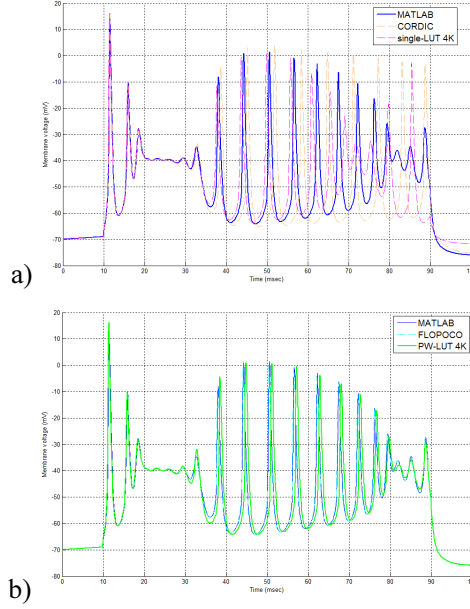 20
10
0
-10
-20
-30
-40
-50
-60
-70
-80
Membrane voltage (mV)
MATLAB
CORDIC
single-LUT 4K
0 10 20 30 40 50 60 70 80 90 100
Time (msec)
a)
20
10
0
-10
-20
-30
-40
-50
-60
-70
-80
Membrane voltage (mV)
MATLAB
FLOPOCO
PW-LUT 4K
0 10 20 30 40 50 60 70 80 90 100
Time (msec)
b)